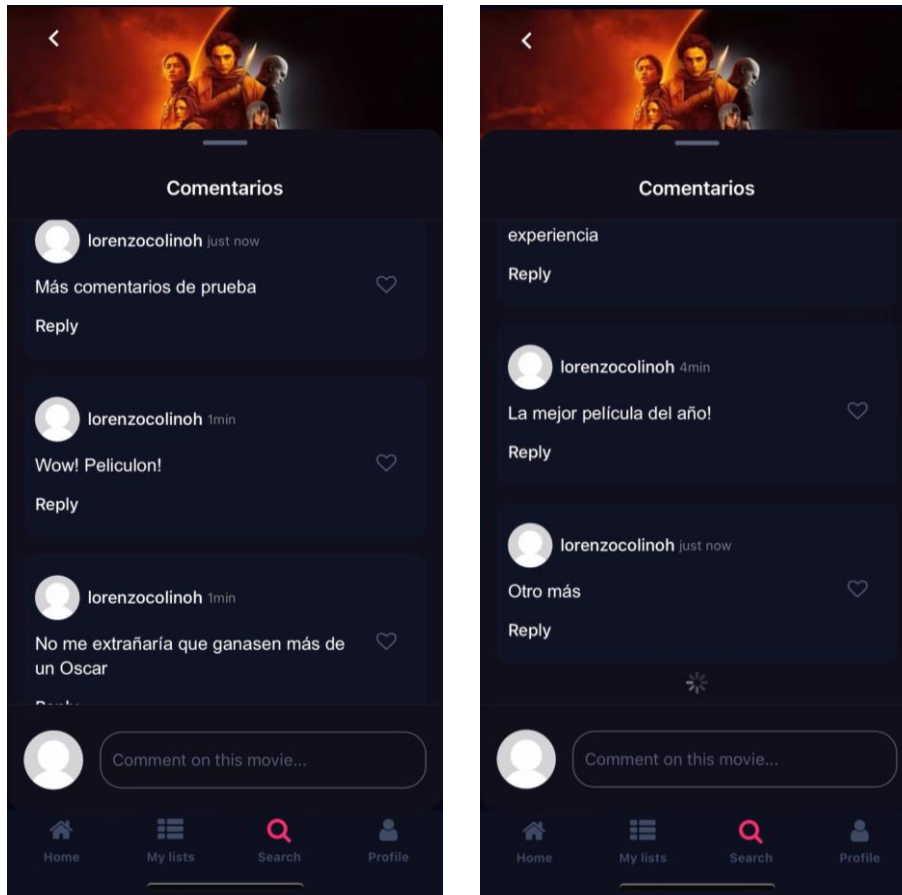 Comentarios
lorenzocolinoh just now
Más comentarios de prueba
Reply
lorenzocolinoh 1min
Wow! Peliculon!
Reply
lorenzocolinoh 1min
No me extrañaría que ganasen más de
un Oscar
Comment on this movie...
Home My lists Search Profile
Comentarios
experiencia
Reply
lorenzocolinoh 4min
La mejor película del año!
Reply
lorenzocolinoh just now
Otro más
Reply
Comment on this movie...
Home My lists Search Profile